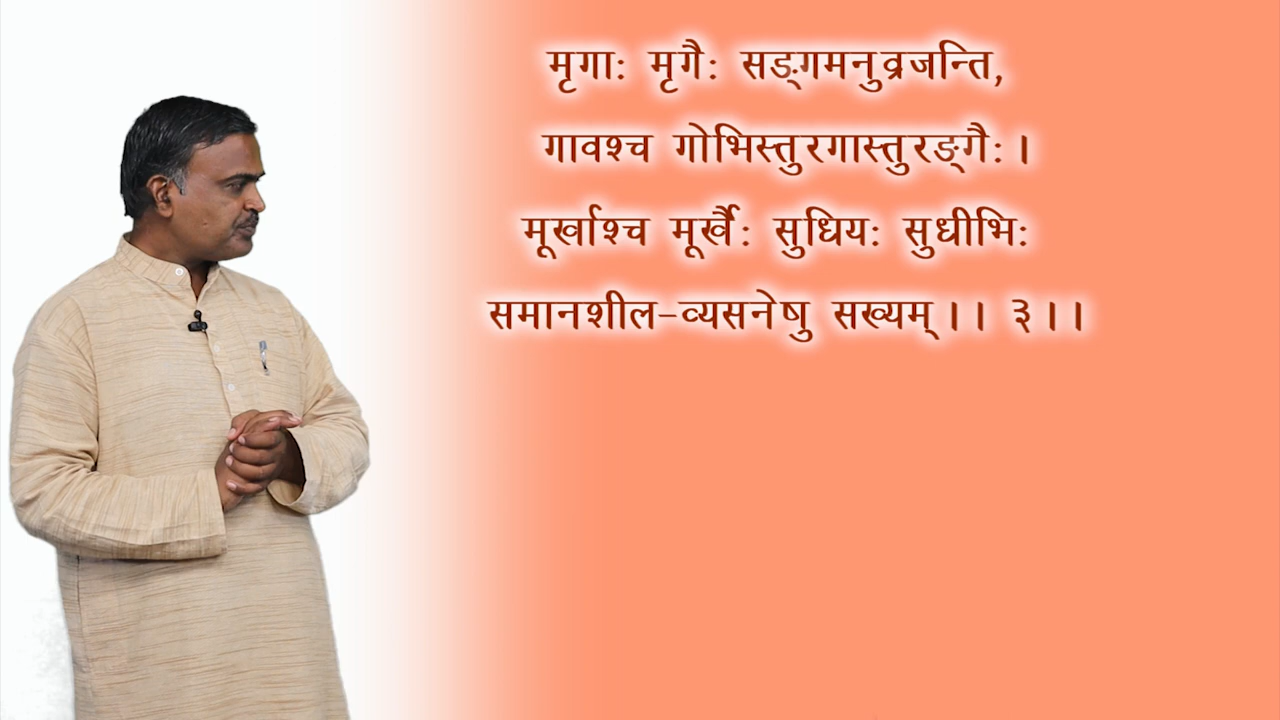 मृगाः मृगैः सङ्गमनुव्रजन्ति,
गावश्च गोभिस्तुरगास्तुरङ्गैः ।
मूर्खाश्च मूर्खैः सुधियः सुधीभिः
समानशील-व्यसनेषु सख्यम् ।। ३ ।।